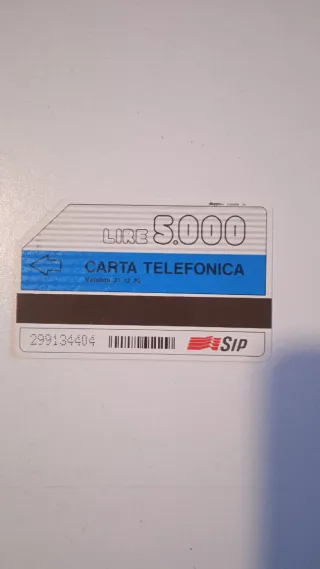 LIRE 5.000
CARTA TELEFONICA
299134404
SIP